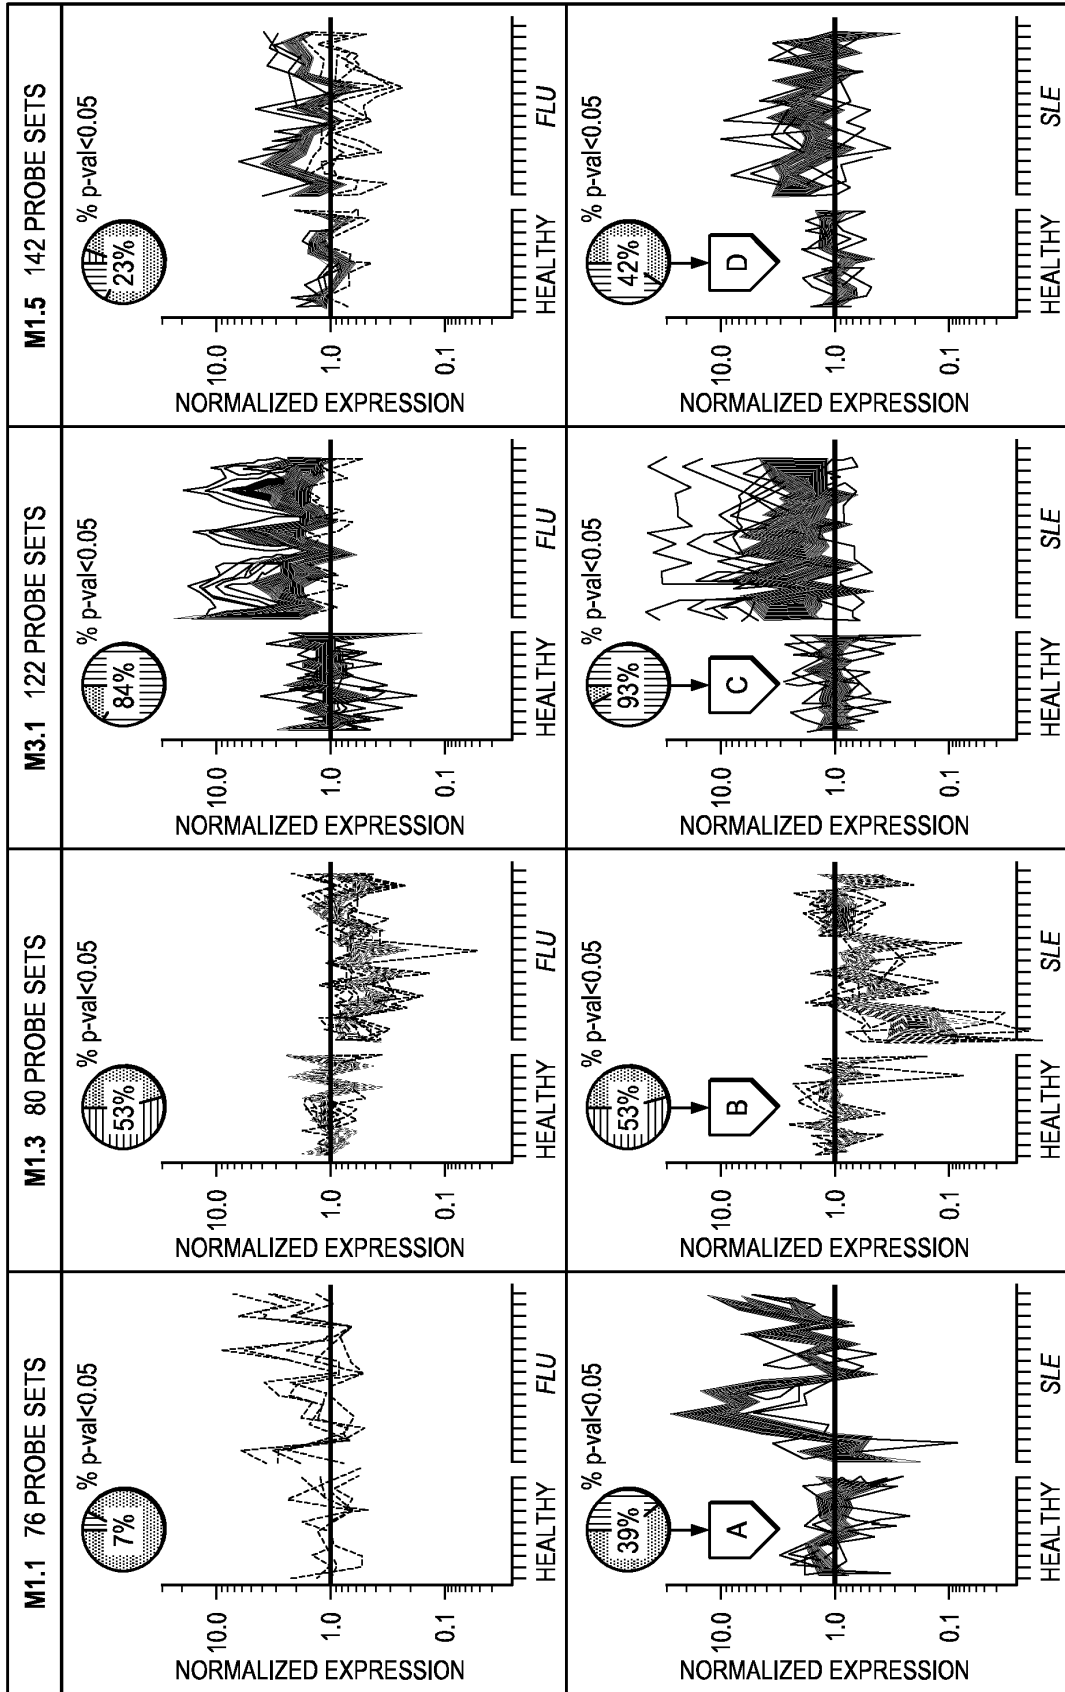 M1.1 76 PROBE SETS
M1.3 80 PROBE SETS
M3.1 122 PROBE SETS
M1.5 142 PROBE SETS
7%
% p-val<0.05
NORMALIZED EXPRESSION
10.0
1.0
0.1
HEALTHY
FLU
53%
% p-val<0.05
NORMALIZED EXPRESSION
10.0
1.0
0.1
HEALTHY
FLU
84%
% p-val<0.05
NORMALIZED EXPRESSION
10.0
1.0
0.1
HEALTHY
FLU
23%
% p-val<0.05
NORMALIZED EXPRESSION
10.0
1.0
0.1
HEALTHY
FLU
39%
% p-val<0.05
A
NORMALIZED EXPRESSION
10.0
1.0
0.1
HEALTHY
SLE
53%
% p-val<0.05
B
NORMALIZED EXPRESSION
10.0
1.0
0.1
HEALTHY
SLE
93%
% p-val<0.05
C
NORMALIZED EXPRESSION
10.0
1.0
0.1
HEALTHY
SLE
42%
% p-val<0.05
D
NORMALIZED EXPRESSION
10.0
1.0
0.1
HEALTHY
SLE